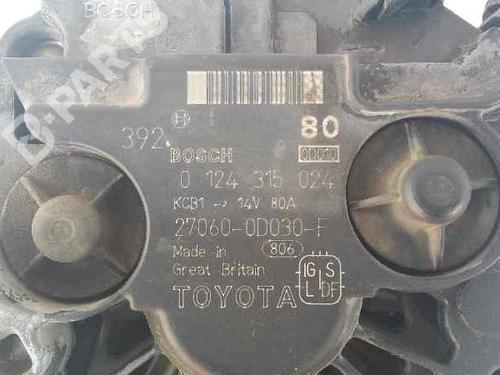 BOSCH
B-PARTS
392
80
BOSCH
0D010
0 124 315 024
KCB1 → 14V 80A
27060-0D030-F
Made in
806
Great Britain
TOYOTA
IG S
L DF